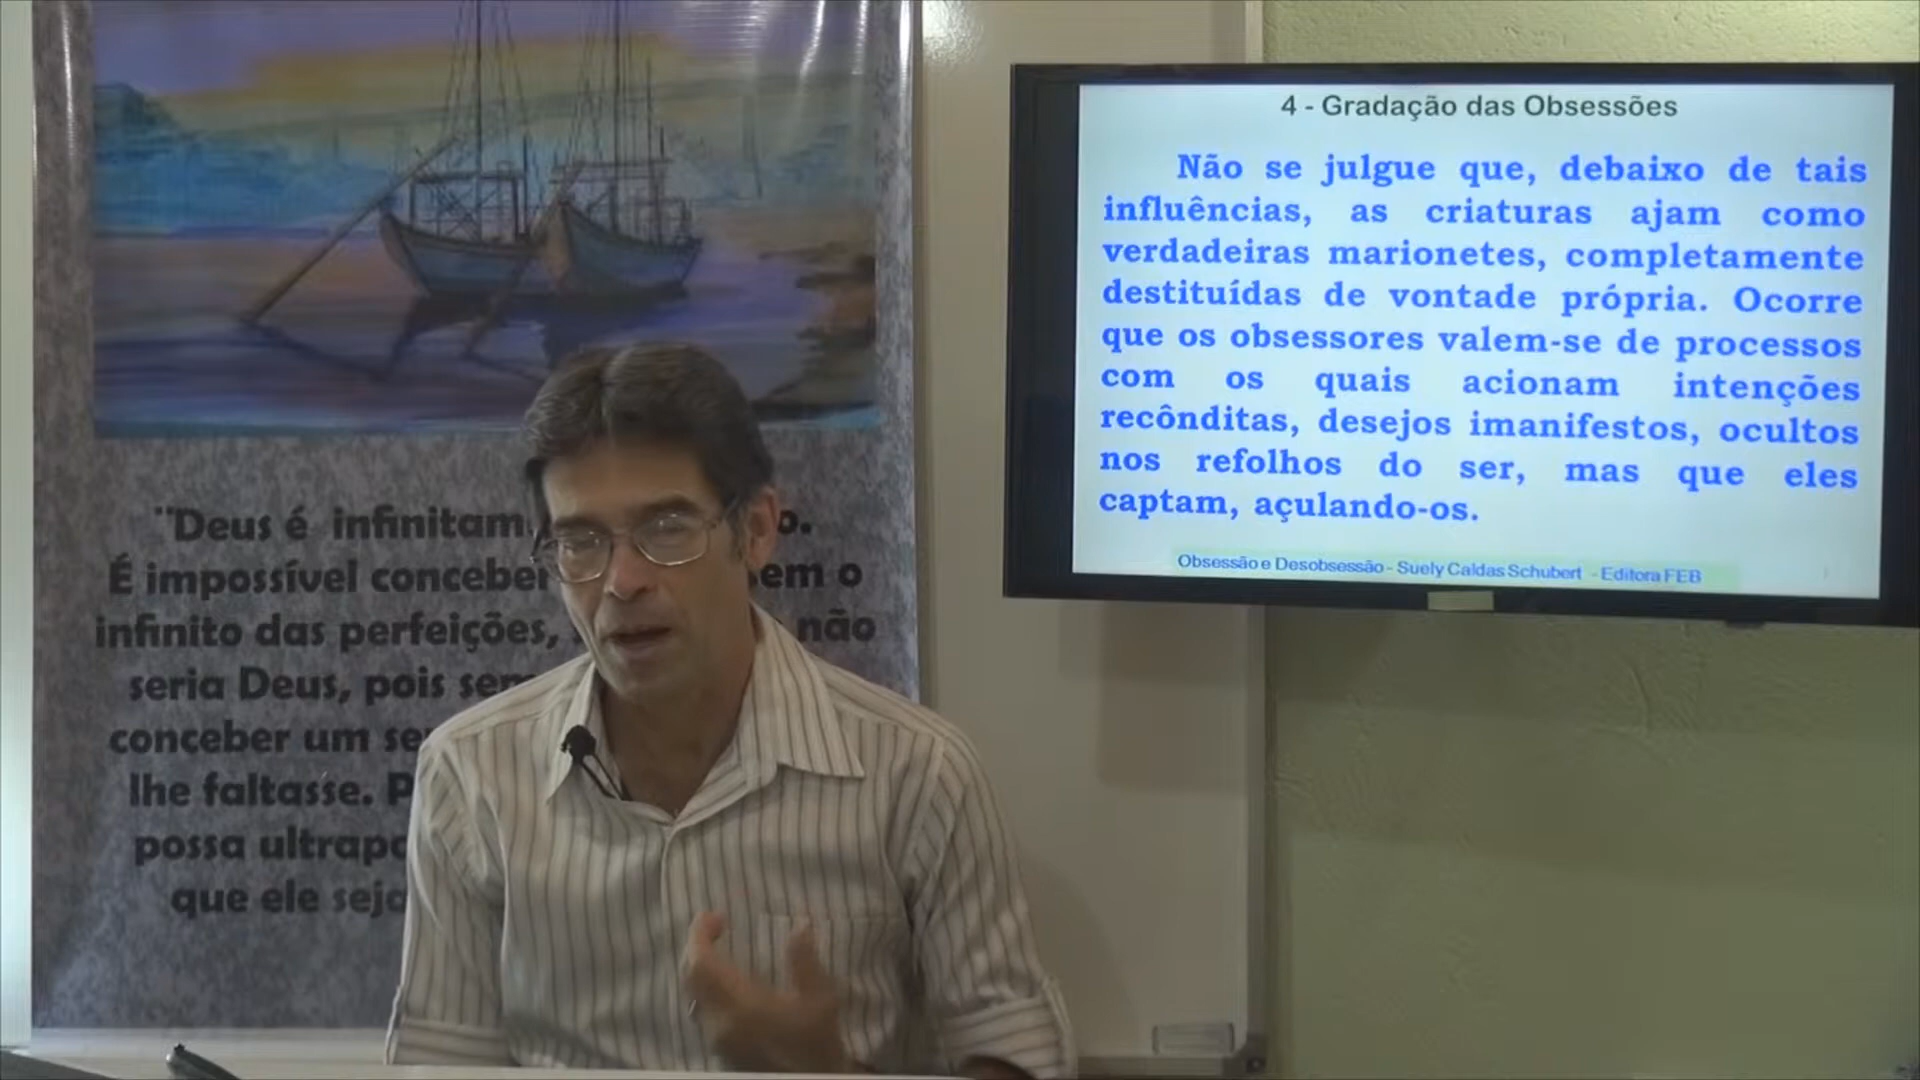 "Deus é infinitam
o.
É impossível conceber
em o
infinito das perfeições,
não
seria Deus, pois sem
conceber um se
lhe faltasse. P
possa ultrapa
que ele seja
4 - Gradação das Obsessões
Não se julgue que, debaixo de tais
influências, as criaturas ajam como
verdadeiras marionetes, completamente
destituídas de vontade própria. Ocorre
que os obsessores valem-se de processos
com os quais acionam intenções
recônditas, desejos imanifestos, ocultos
nos refolhos do ser, mas que eles
captam, açulando-os.
Obsessão e Desobsessão - Suely Caldas Schubert - Editora FEB